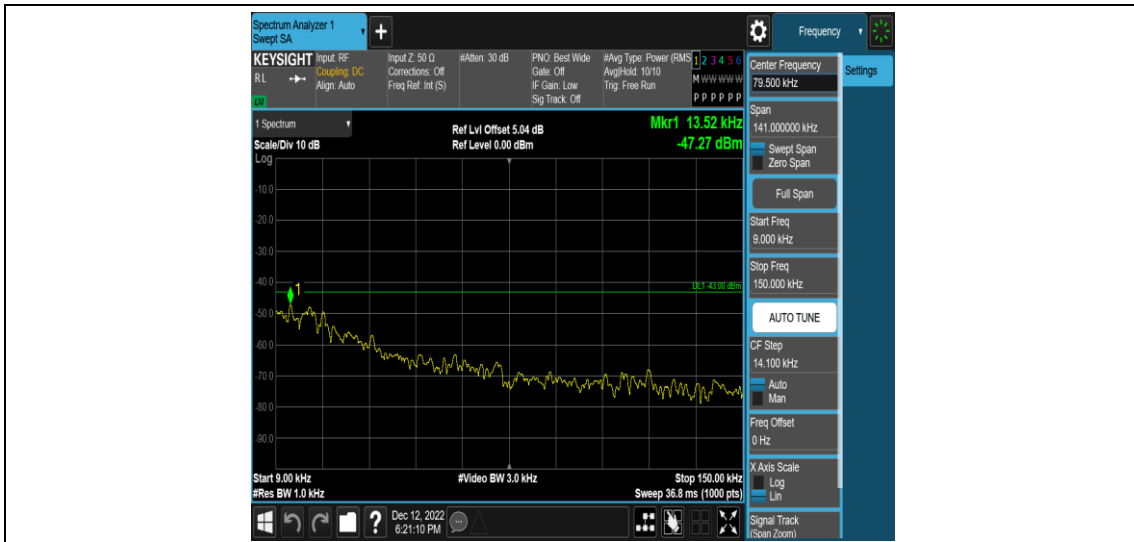 Spectrum Analyzer 1
Swept SA
+
Frequency
KEYSIGHT
RL
LXI
Input: RF
Coupling: DC
Align: Auto
Input Z: 50 Ω
Corrections: Off
Freq Ref: Int (S)
#Atten: 30 dB
PNO: Best Wide
Gate: Off
IF Gain: Low
Sig Track: Off
#Avg Type: Power (RMS
Avg|Hold: 10/10
Trig: Free Run
1 2 3 4 5 6
M W W W W W
P P P P P P
1 Spectrum
Scale/Div 10 dB
Ref Lvl Offset 5.04 dB
Ref Level 0.00 dBm
Mkr1 13.52 kHz
-47.27 dBm
Log
-10.0
-20.0
-30.0
-40.0
-50.0
-60.0
-70.0
-80.0
-90.0
1
DL1 -43.00 dBm
Start 9.00 kHz
#Res BW 1.0 kHz
#Video BW 3.0 kHz
Stop 150.00 kHz
Sweep 36.8 ms (1000 pts)
Center Frequency
79.500 kHz
Settings
Span
141.000000 kHz
Swept Span
Zero Span
Full Span
Start Freq
9.000 kHz
Stop Freq
150.000 kHz
AUTO TUNE
CF Step
14.100 kHz
Auto
Man
Freq Offset
0 Hz
X Axis Scale
Log
Lin
Signal Track
(Span Zoom)
?
Dec 12, 2022
6:21:10 PM